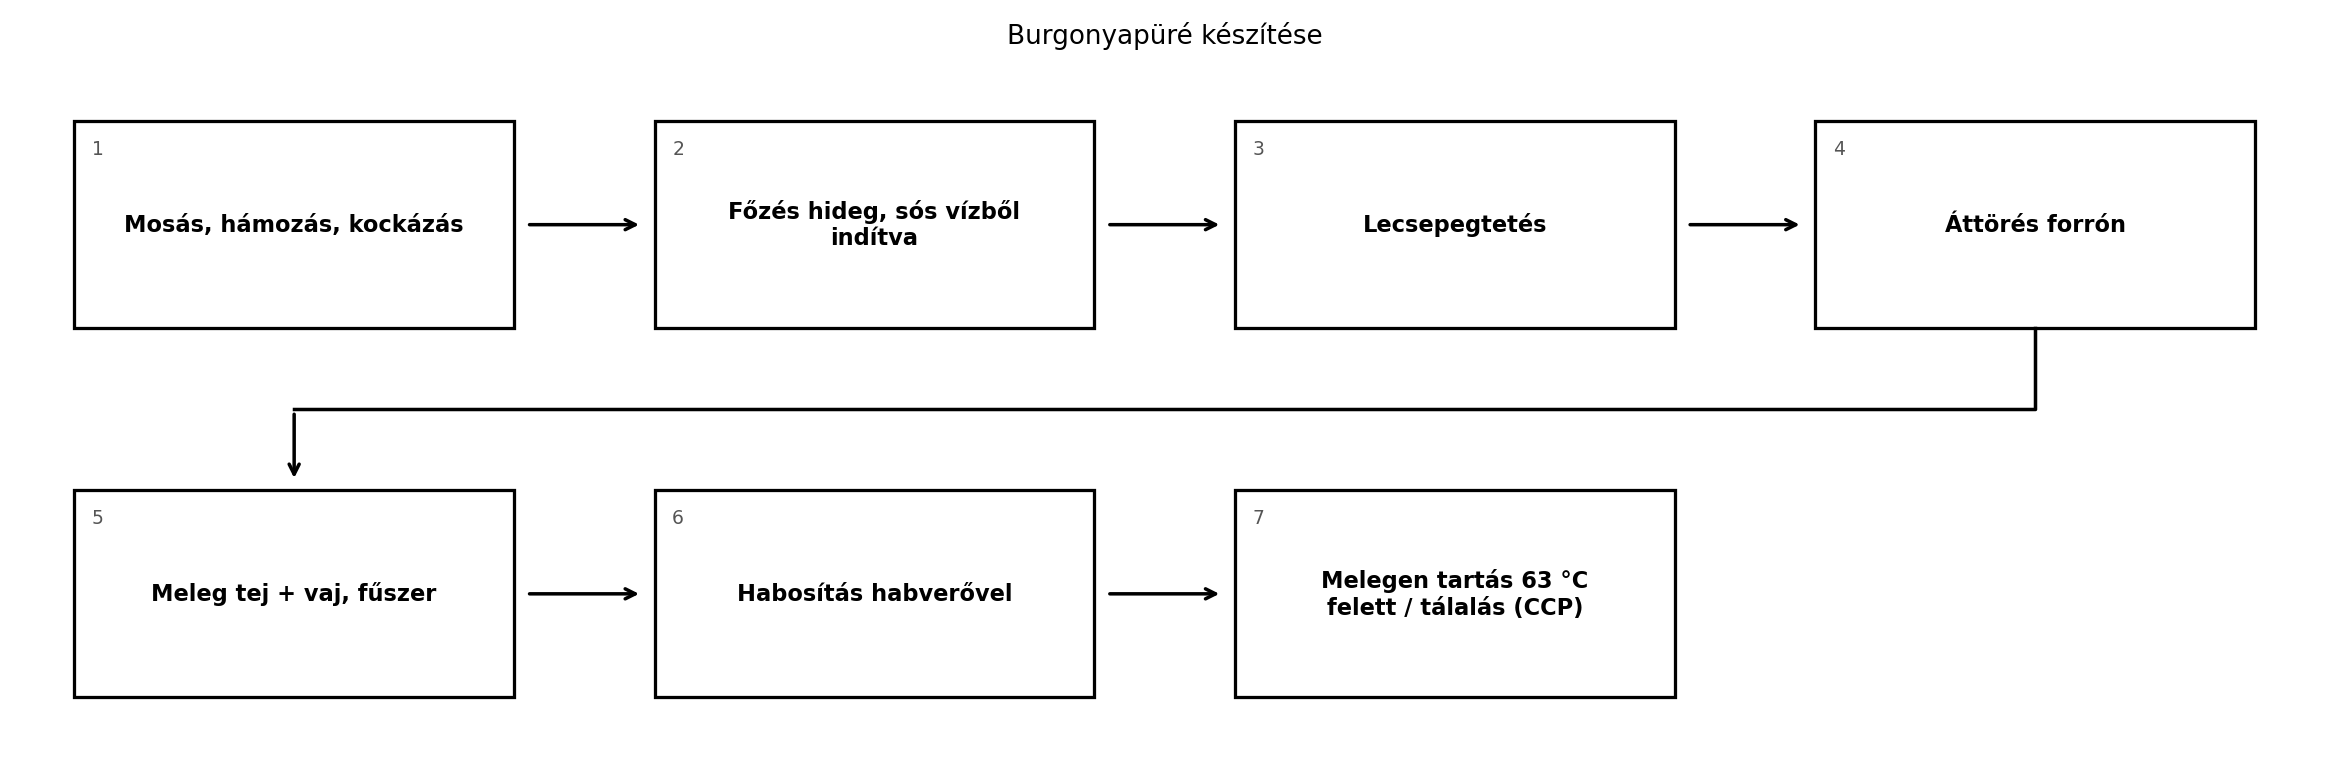 Burgonyapüré készítése
1
Mosás, hámozás, kockázás
2
Főzés hideg, sós vízből
indítva
3
Lecsepegtetés
4
Áttörés forrón
5
Meleg tej + vaj, fűszer
6
Habosítás habverővel
7
Melegen tartás 63 °C
felett / tálalás (CCP)